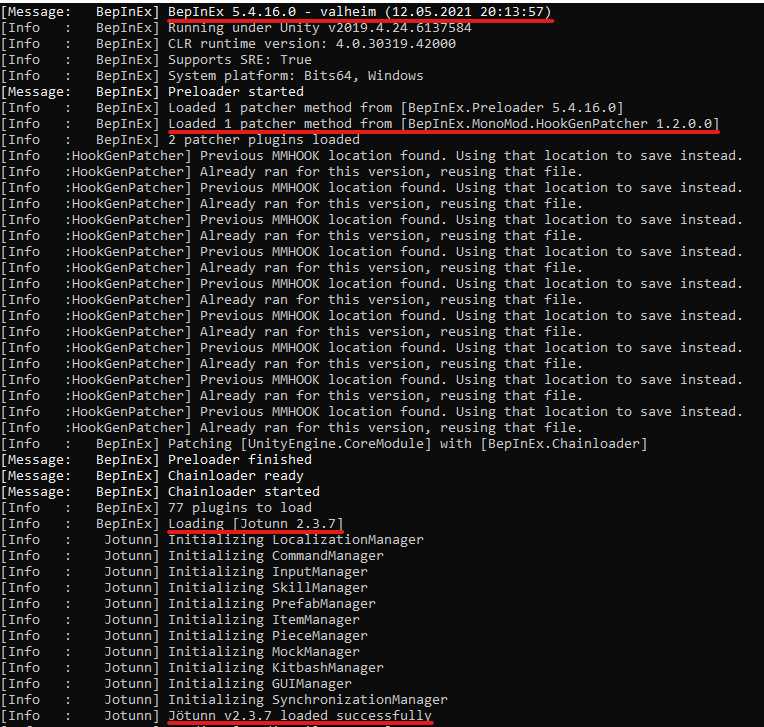 [Message:   BepInEx] BepInEx 5.4.16.0 - valheim (12.05.2021 20:13:57)
[Info   :   BepInEx] Running under Unity v2019.4.24.6137584
[Info   :   BepInEx] CLR runtime version: 4.0.30319.42000
[Info   :   BepInEx] Supports SRE: True
[Info   :   BepInEx] System platform: Bits64, Windows
[Message:   BepInEx] Preloader started
[Info   :   BepInEx] Loaded 1 patcher method from [BepInEx.Preloader 5.4.16.0]
[Info   :   BepInEx] Loaded 1 patcher method from [BepInEx.MonoMod.HookGenPatcher 1.2.0.0]
[Info   :   BepInEx] 2 patcher plugins loaded
[Info   :HookGenPatcher] Previous MMHOOK location found. Using that location to save instead.
[Info   :HookGenPatcher] Already ran for this version, reusing that file.
[Info   :HookGenPatcher] Previous MMHOOK location found. Using that location to save instead.
[Info   :HookGenPatcher] Already ran for this version, reusing that file.
[Info   :HookGenPatcher] Previous MMHOOK location found. Using that location to save instead.
[Info   :HookGenPatcher] Already ran for this version, reusing that file.
[Info   :HookGenPatcher] Previous MMHOOK location found. Using that location to save instead.
[Info   :HookGenPatcher] Already ran for this version, reusing that file.
[Info   :HookGenPatcher] Previous MMHOOK location found. Using that location to save instead.
[Info   :HookGenPatcher] Already ran for this version, reusing that file.
[Info   :HookGenPatcher] Previous MMHOOK location found. Using that location to save instead.
[Info   :HookGenPatcher] Already ran for this version, reusing that file.
[Info   :HookGenPatcher] Previous MMHOOK location found. Using that location to save instead.
[Info   :HookGenPatcher] Already ran for this version, reusing that file.
[Info   :HookGenPatcher] Previous MMHOOK location found. Using that location to save instead.
[Info   :HookGenPatcher] Already ran for this version, reusing that file.
[Info   :HookGenPatcher] Previous MMHOOK location found. Using that location to save instead.
[Info   :HookGenPatcher] Already ran for this version, reusing that file.
[Info   :   BepInEx] Patching [UnityEngine.CoreModule] with [BepInEx.Chainloader]
[Message:   BepInEx] Preloader finished
[Message:   BepInEx] Chainloader ready
[Message:   BepInEx] Chainloader started
[Info   :   BepInEx] 77 plugins to load
[Info   :   BepInEx] Loading [Jotunn 2.3.7]
[Info   :    Jotunn] Initializing LocalizationManager
[Info   :    Jotunn] Initializing CommandManager
[Info   :    Jotunn] Initializing InputManager
[Info   :    Jotunn] Initializing SkillManager
[Info   :    Jotunn] Initializing PrefabManager
[Info   :    Jotunn] Initializing ItemManager
[Info   :    Jotunn] Initializing PieceManager
[Info   :    Jotunn] Initializing MockManager
[Info   :    Jotunn] Initializing KitbashManager
[Info   :    Jotunn] Initializing GUIManager
[Info   :    Jotunn] Initializing SynchronizationManager
[Info   :    Jotunn] Jötunn v2.3.7 loaded successfully